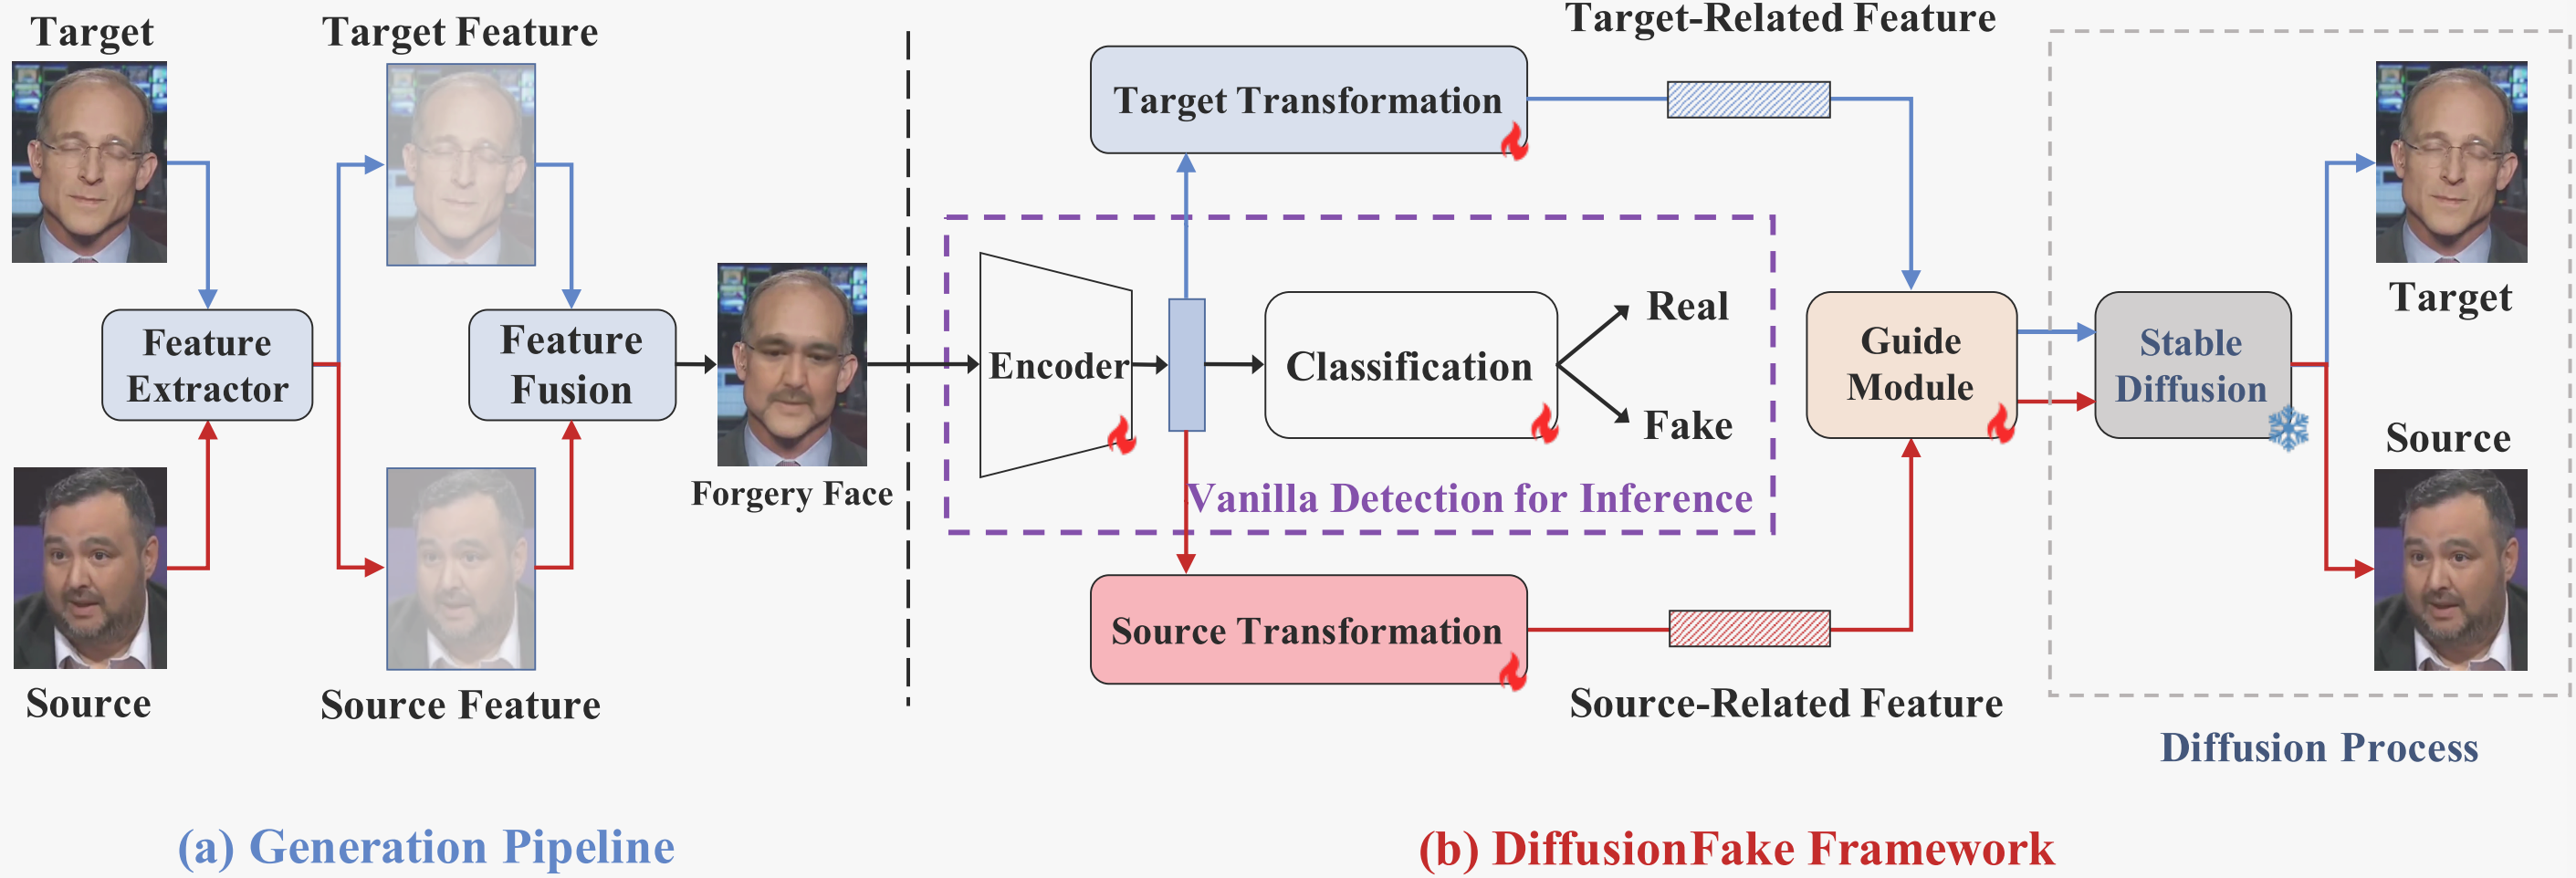 Target
Target Feature
Feature
Extractor
Feature
Fusion
Forgery Face
Source
Source Feature
(a) Generation Pipeline
Target-Related Feature
Target Transformation
Encoder
Classification
Real
Fake
Vanilla Detection for Inference
Guide
Module
Stable
Diffusion
Target
Source
Source Transformation
Source-Related Feature
Diffusion Process
(b) DiffusionFake Framework